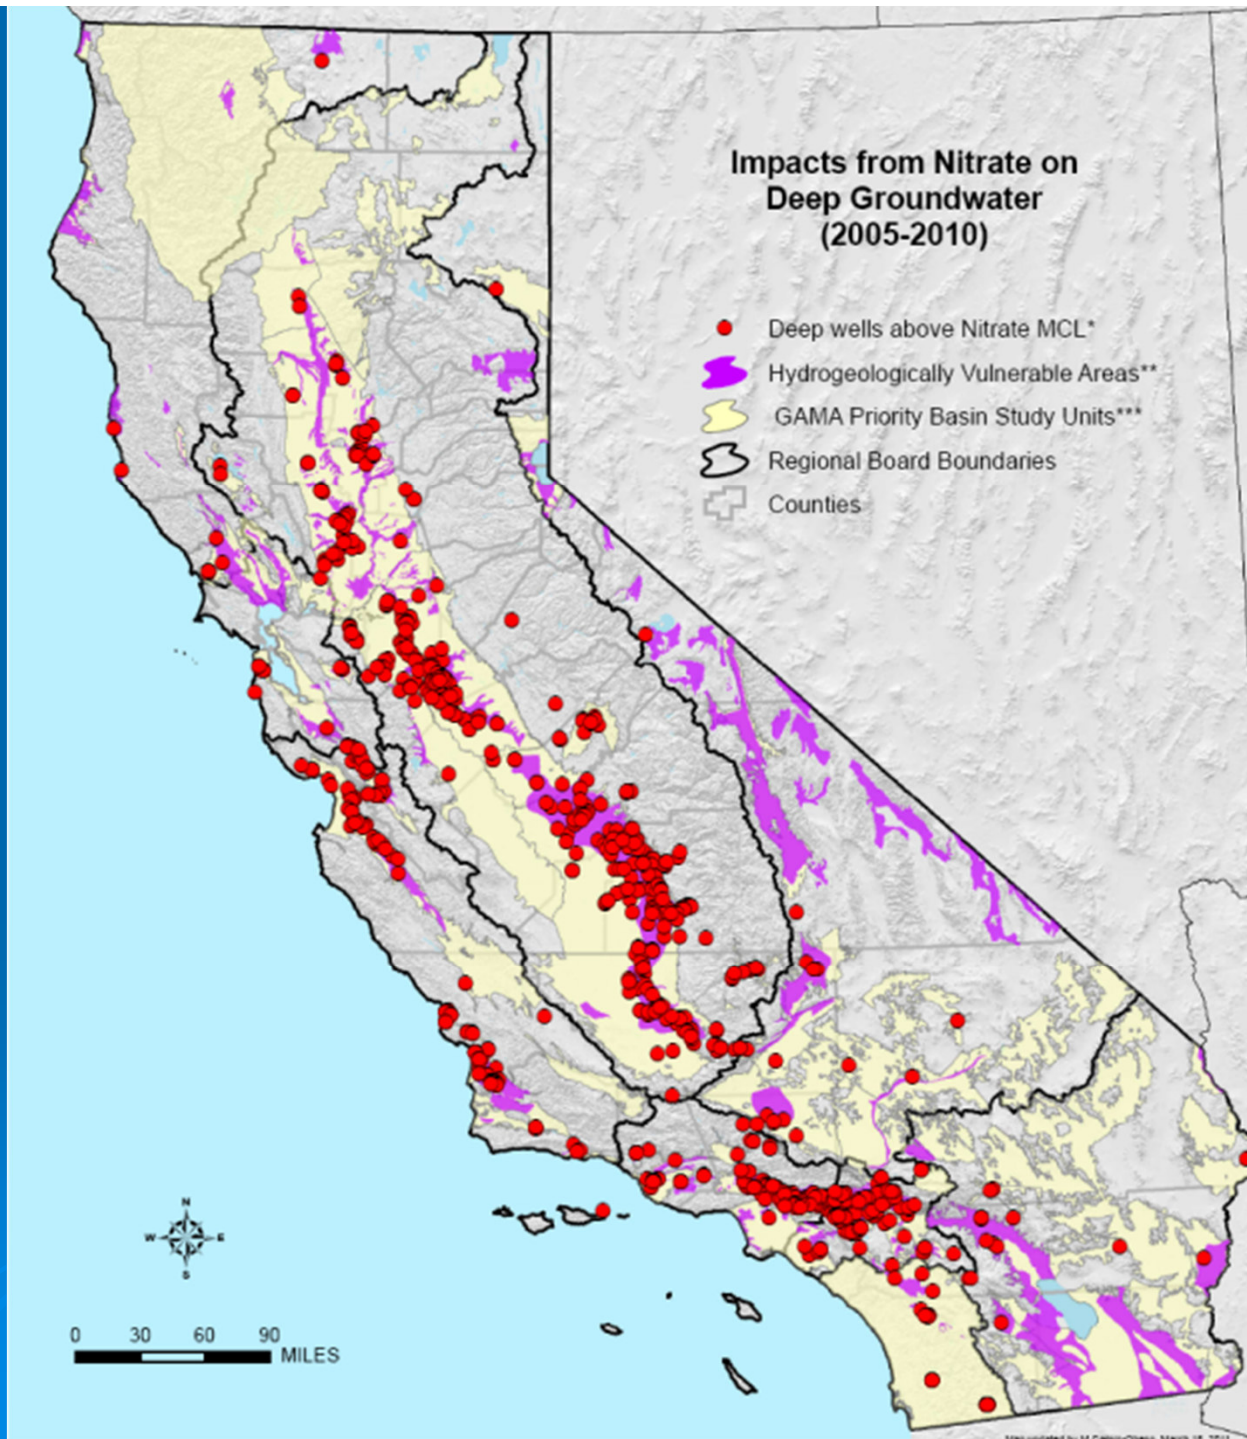 Impacts from Nitrate on
Deep Groundwater
(2005-2010)
Deep wells above Nitrate MCL*
Hydrogeologically Vulnerable Areas**
GAMA Priority Basin Study Units***
Regional Board Boundaries
Counties
N
W E
S
0 30 60 90
MILES